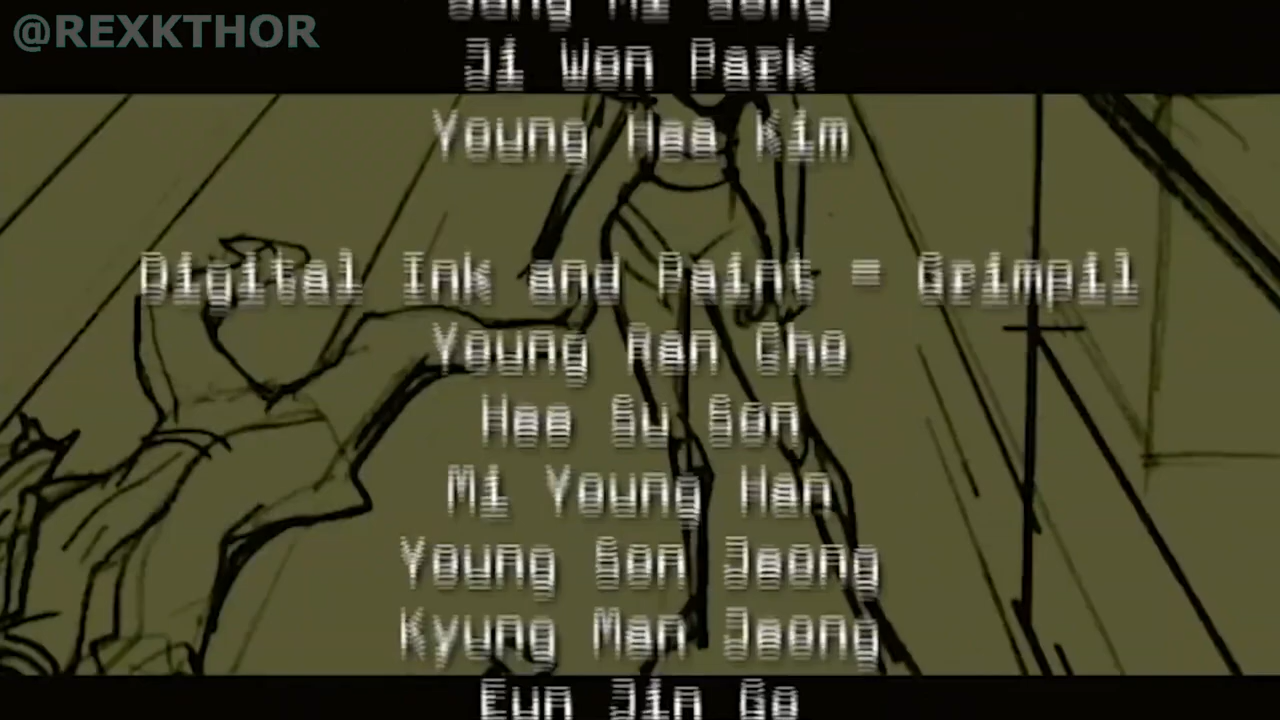 @REXKTHOR
Mi
Ji Won Park
Young Hee Kim
Digital Ink and Paint - Grimpil
Young Ran Cho
Hee Su Son
Mi Young Han
Young Son Jeong
Kyung Man Jeong
Eun Jin Go